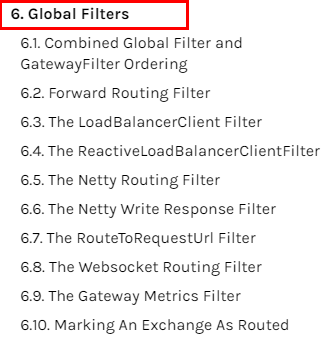 6. Global Filters
6.1. Combined Global Filter and
GatewayFilter Ordering
6.2. Forward Routing Filter
6.3. The LoadBalancerClient Filter
6.4. The ReactiveLoadBalancerClientFilter
6.5. The Netty Routing Filter
6.6. The Netty Write Response Filter
6.7. The RouteToRequestUrl Filter
6.8. The Websocket Routing Filter
6.9. The Gateway Metrics Filter
6.10. Marking An Exchange As Routed